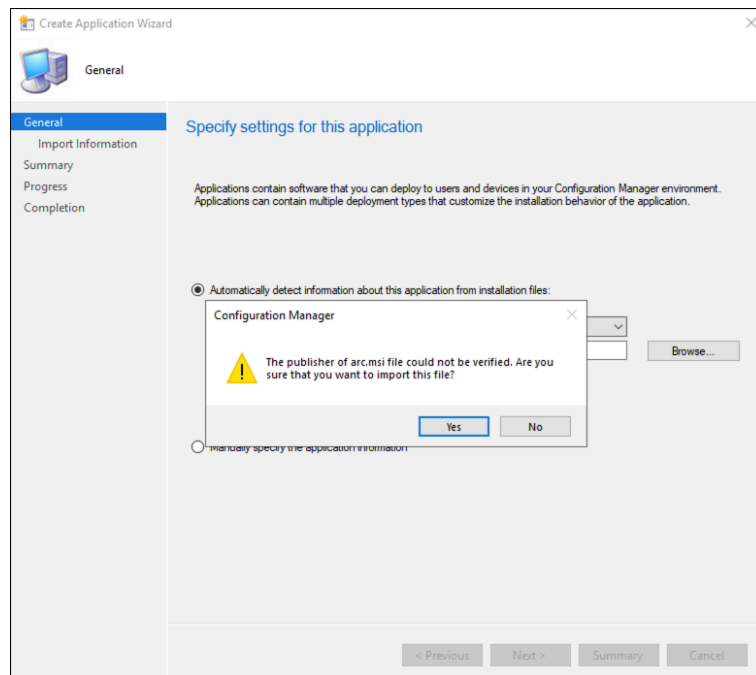 Create Application Wizard
General
General
Import Information
Summary
Progress
Completion
Specify settings for this application
Applications contain software that you can deploy to users and devices in your Configuration Manager environment.
Applications can contain multiple deployment types that customize the installation behavior of the application.
Automatically detect information about this application from installation files:
Configuration Manager
The publisher of arc.msi file could not be verified. Are you
sure that you want to import this file?
Yes
No
Browse...
Manually specify the application information
< Previous
Next >
Summary
Cancel